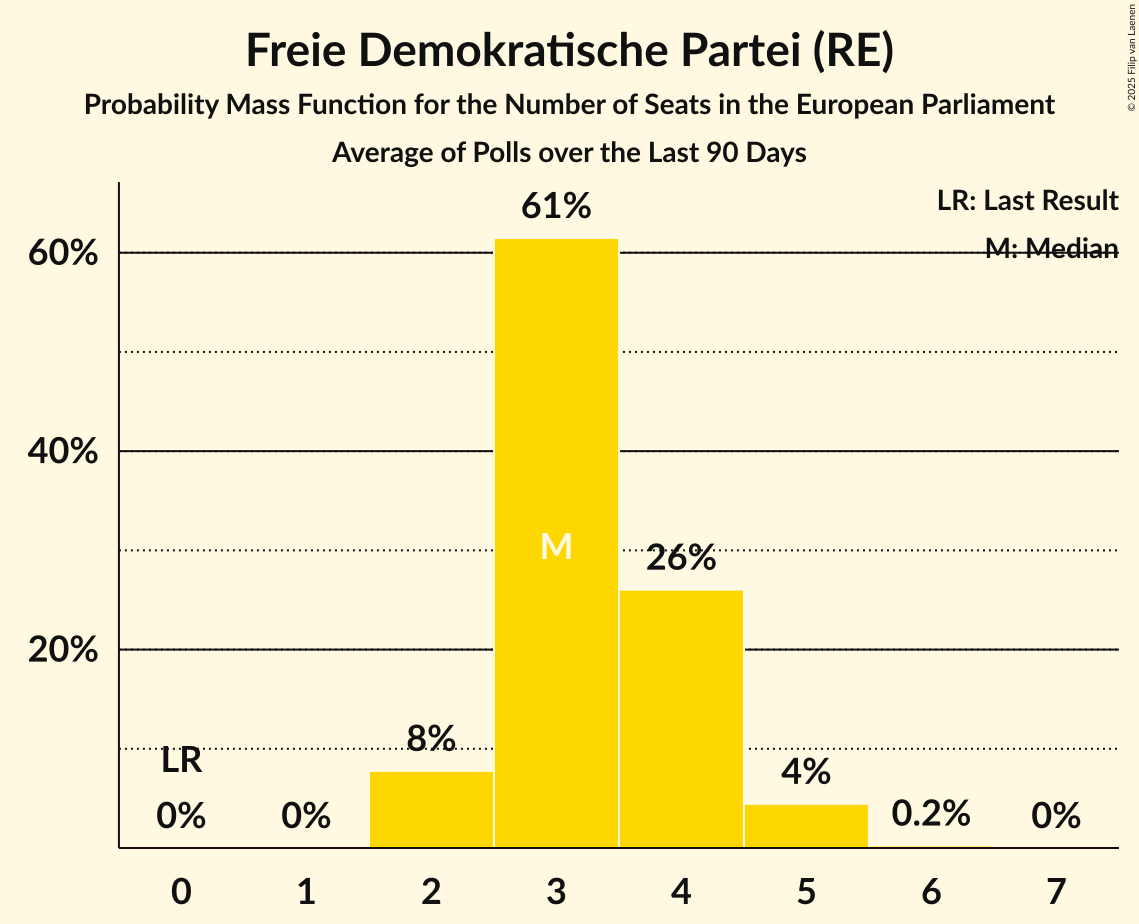 Freie Demokratische Partei (RE)
Probability Mass Function for the Number of Seats in the European Parliament
Average of Polls over the Last 90 Days
© 2025 Filip van Laenen
LR: Last Result
M: Median
60%
40%
20%
61%
M
26%
8%
4%
LR
0%
0%
0.2%
0%
0 1 2 3 4 5 6 7